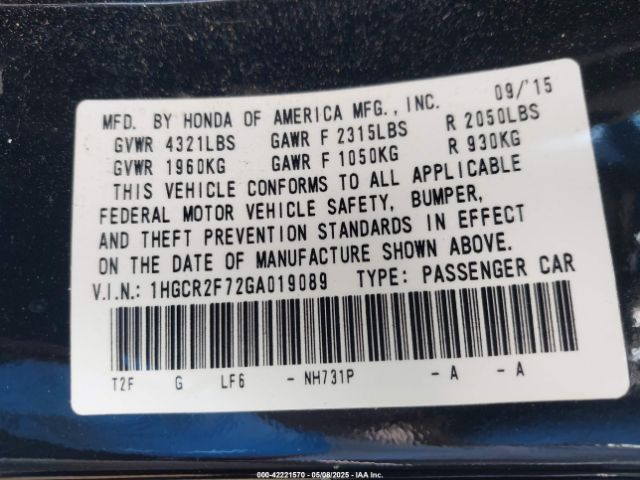 MFD. BY HONDA OF AMERICA MFG., INC. 09/'15
GVWR 4321LBS GAWR F 2315LBS R 2050LBS
GVWR 1960KG GAWR F 1050KG R 930KG
THIS VEHICLE CONFORMS TO ALL APPLICABLE
FEDERAL MOTOR VEHICLE SAFETY, BUMPER,
AND THEFT PREVENTION STANDARDS IN EFFECT
ON THE DATE OF MANUFACTURE SHOWN ABOVE.
V.I.N.: 1HGCR2F72GA019089 TYPE: PASSENGER CAR
T2F G LF6 - NH731P - A - A
000-42221570 - 05/08/2025 - IAA Inc.